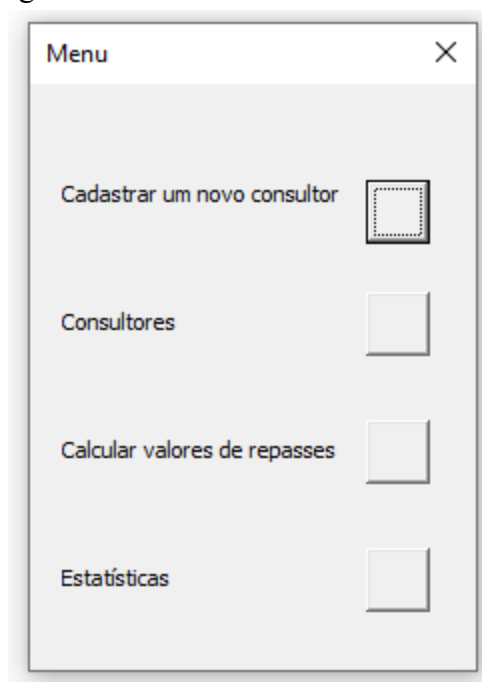 Menu
Cadastrar um novo consultor
Consultores
Calcular valores de repasses
Estatísticas